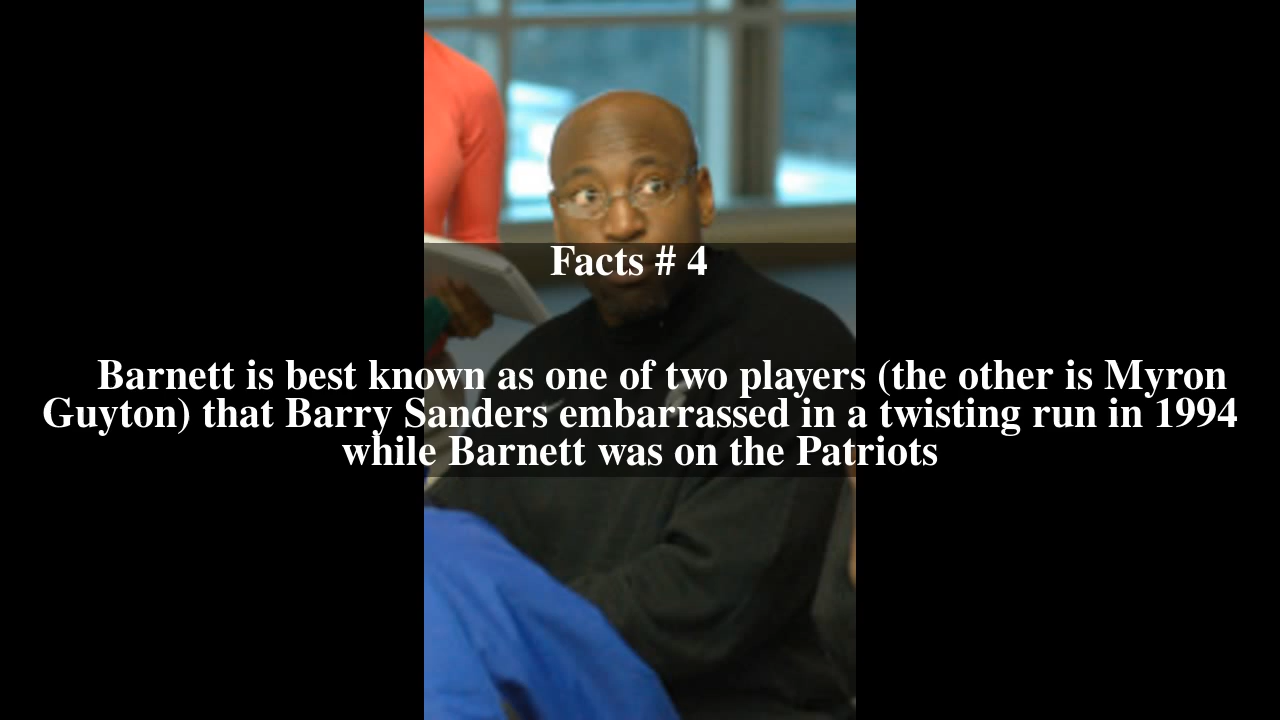 Facts # 4
Barnett is best known as one of two players (the other is Myron
Guyton) that Barry Sanders embarrassed in a twisting run in 1994
while Barnett was on the Patriots